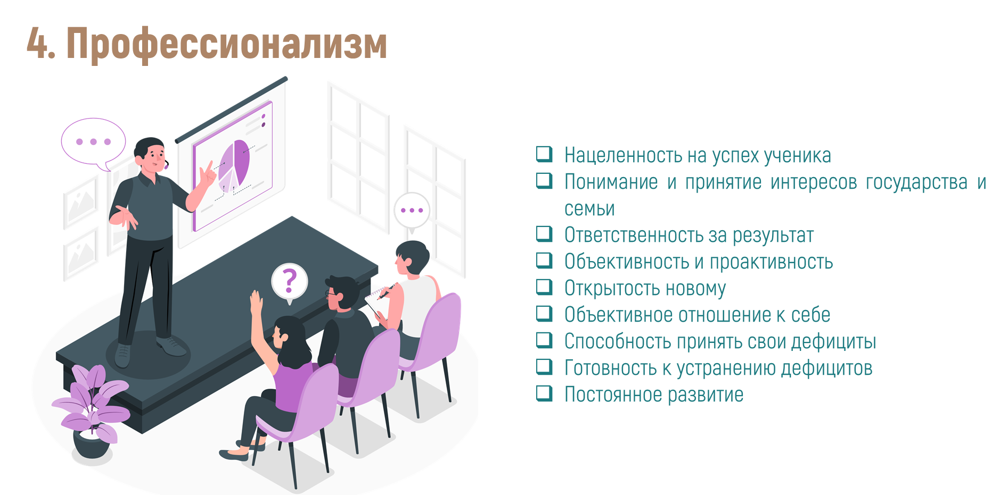 4. Профессионализм
?
Нацеленность на успех ученика
Понимание и принятие интересов государства и
семьи
Ответственность за результат
Объективность и проактивность
Открытость новому
Объективное отношение к себе
Способность принять свои дефициты
Готовность к устранению дефицитов
Постоянное развитие